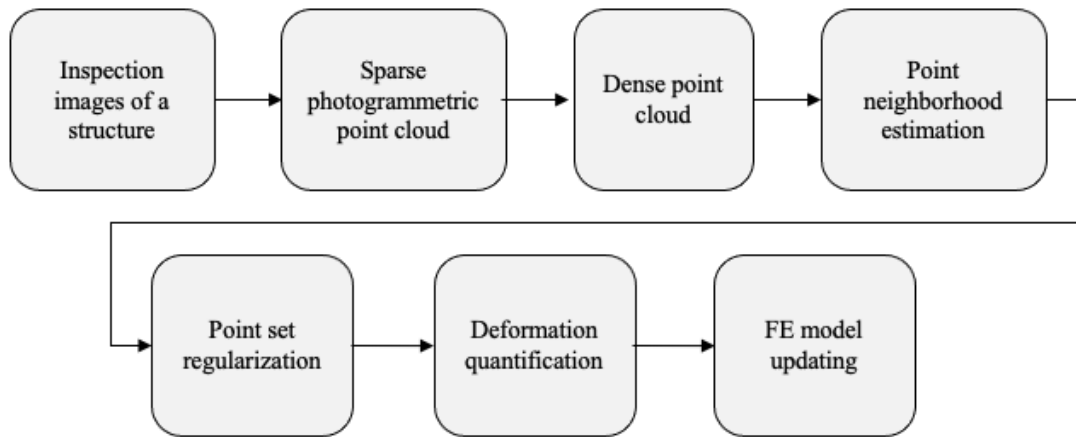 Inspection
images of a
structure
Sparse
photogrammetric
point cloud
Dense point
cloud
Point
neighborhood
estimation
Point set
regularization
Deformation
quantification
FE model
updating